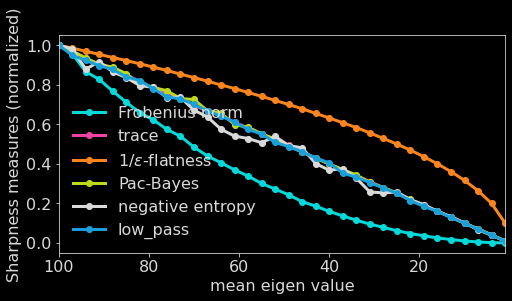 Sharpness measures (normalized)
1.0
0.8
0.6
0.4
0.2
0.0
Frobenius norm
trace
1/ε-flatness
Pac-Bayes
negative entropy
low_pass
100
80
60
40
20
mean eigen value